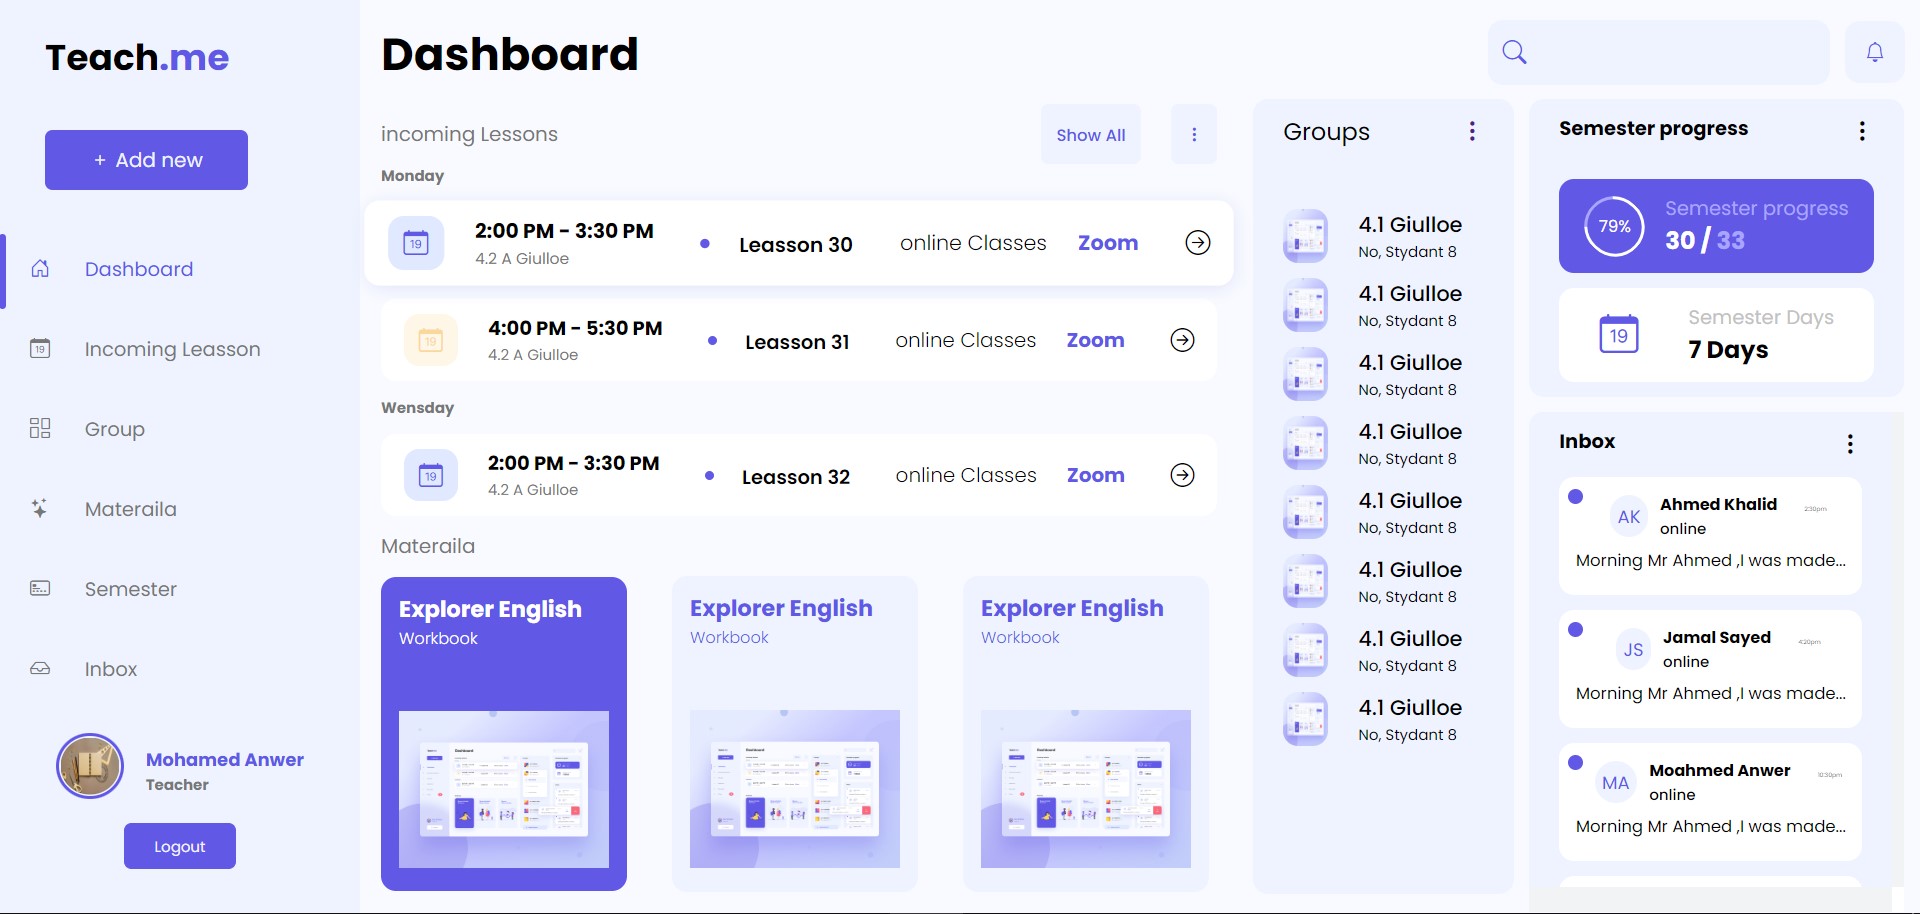 Teach.me
+ Add new
Dashboard
19
Incoming Leasson
Group
Materaila
Semester
Inbox
Mohamed Anwer
Teacher
Logout
Dashboard
incoming Lessons
Show All
Monday
19
2:00 PM - 3:30 PM
4.2 A Giulloe
Leasson 30
online Classes
Zoom
19
4:00 PM - 5:30 PM
4.2 A Giulloe
Lesson 31
online Classes
Zoom
Wensday
19
2:00 PM - 3:30 PM
4.2 A Giulloe
Leasson 32
online Classes
Zoom
Materaila
Explorer English
Workbook
Explorer English
Workbook
Explorer English
Workbook
Groups
4.1 Giulloe
No, Stydant 8
4.1 Giulloe
No, Stydant 8
4.1 Giulloe
No, Stydant 8
4.1 Giulloe
No, Stydant 8
4.1 Giulloe
No, Stydant 8
4.1 Giulloe
No, Stydant 8
4.1 Giulloe
No, Stydant 8
4.1 Giulloe
No, Stydant 8
Semester progress
79%
Semester progress
30 / 33
19
Semester Days
7 Days
Inbox
AK
Ahmed Khalid
2:30pm
online
Morning Mr Ahmed ,I was made...
JS
Jamal Sayed
4:20pm
online
Morning Mr Ahmed ,I was made...
MA
Moahmed Anwer
10:30pm
online
Morning Mr Ahmed ,I was made...